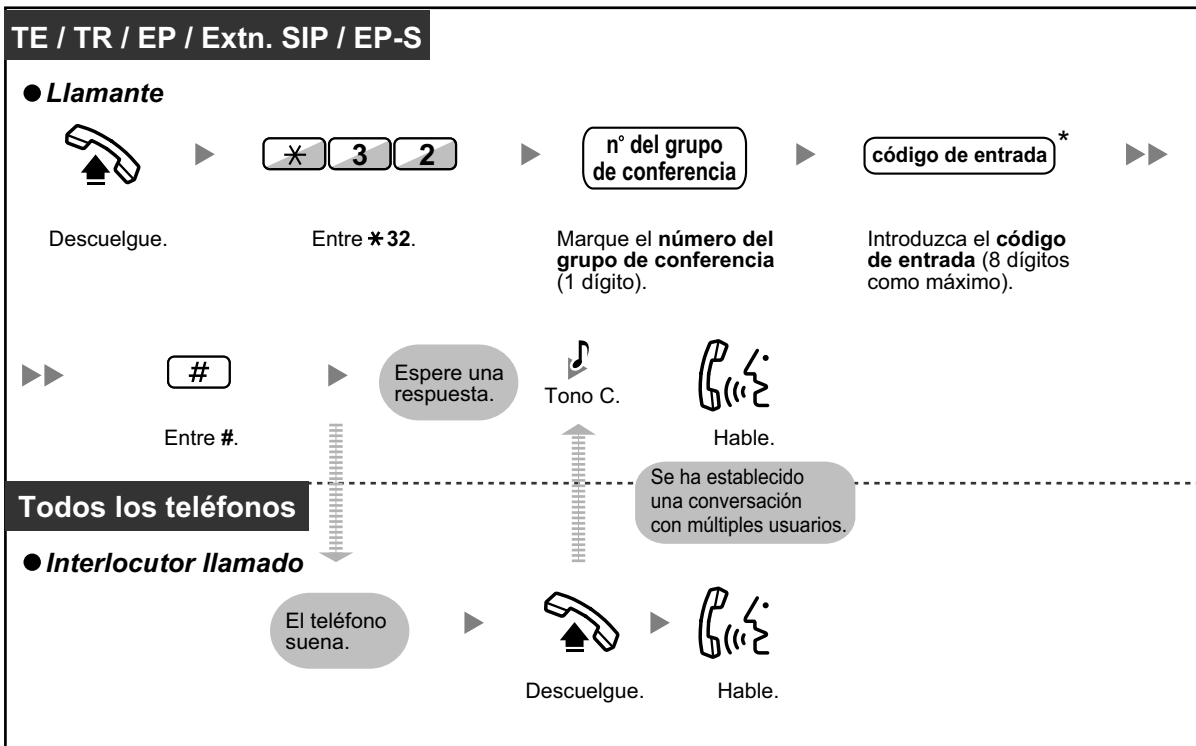 TE / TR / EP / Extn. SIP / EP-S
● Llamante
* 3 2
n° del grupo
de conferencia
código de entrada *
Descuelgue.
Entre * 32.
Marque el número del
grupo de conferencia
(1 dígito).
Introduzca el código
de entrada (8 dígitos
como máximo).
#
Espere una
respuesta.
Tono C.
Entre #.
Hable.
Se ha establecido
una conversación
con múltiples usuarios.
Todos los teléfonos
● Interlocutor llamado
El teléfono
suena.
Descuelgue.
Hable.